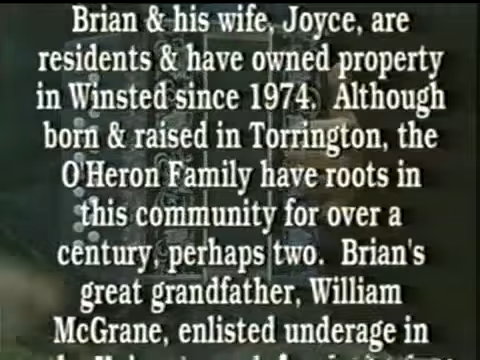 Brian & his wife, Joyce, are
residents & have owned property
in Winsted since 1974.  Although
born & raised in Torrington, the
O'Heron Family have roots in
this community for over a
century, perhaps two.  Brian's
great grandfather, William
McGrane, enlisted underage in